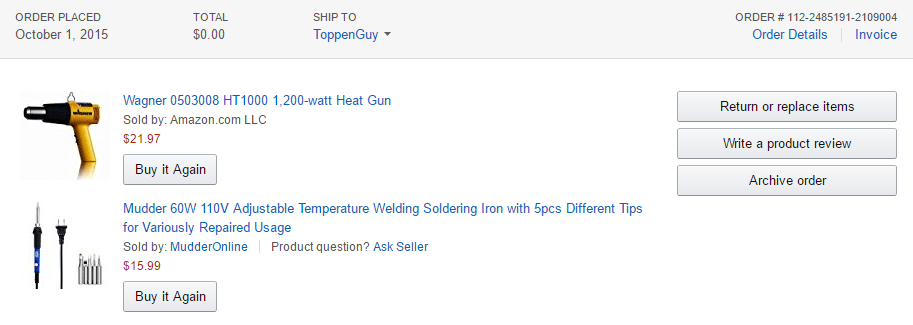 ORDER PLACED
October 1, 2015
TOTAL
$0.00
SHIP TO
ToppenGuy
ORDER # 112-2485191-2109004
Order Details
Invoice
Wagner 0503008 HT1000 1,200-watt Heat Gun
Sold by: Amazon.com LLC
$21.97
Buy it Again
Mudder 60W 110V Adjustable Temperature Welding Soldering Iron with 5pcs Different Tips
for Variously Repaired Usage
Sold by: MudderOnline
Product question? Ask Seller
$15.99
Buy it Again
Return or replace items
Write a product review
Archive order